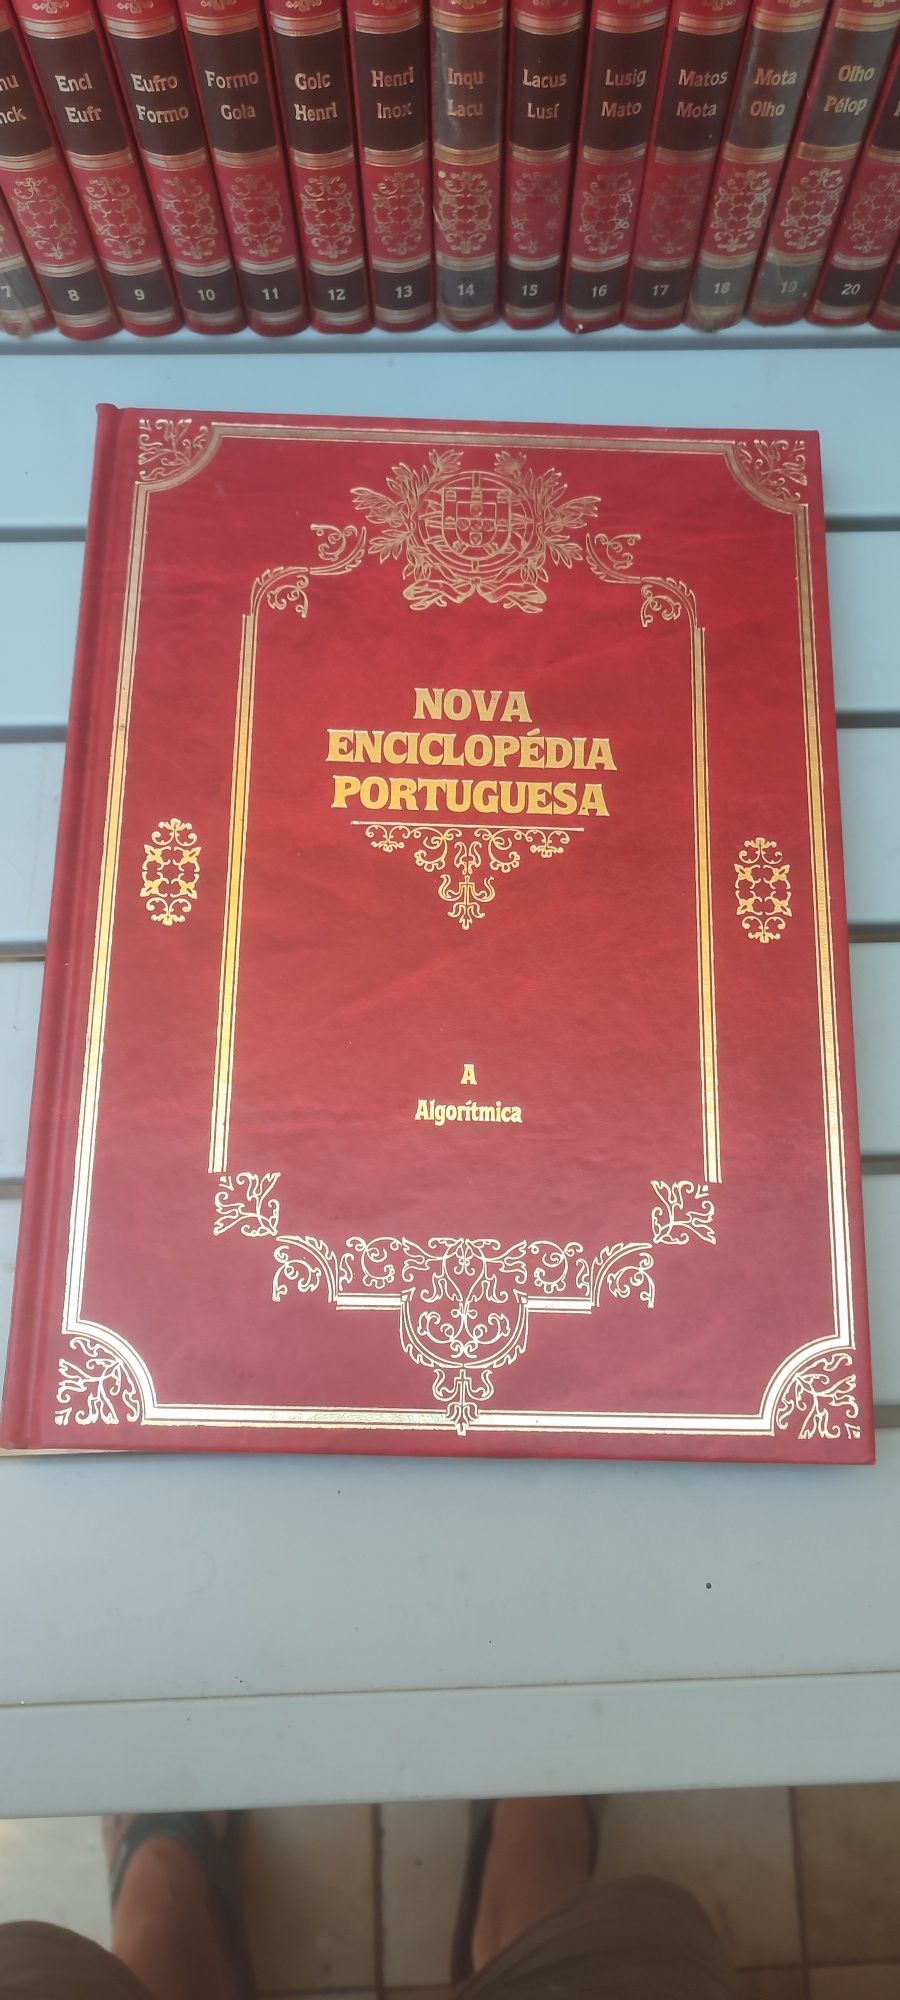 Encl
Eufr
8
Eufro
Formo
9
Formo
Gola
10
Golc
Henri
11
Henri
Inox
12
13
Inqu
Lacu
14
Lacus
Lusí
15
Lusig
Mato
16
Matos
Mota
17
Mota
Olho
18
Olho
Pélop
19
20
NOVA
ENCICLOPÉDIA
PORTUGUESA
A
Algorítmica